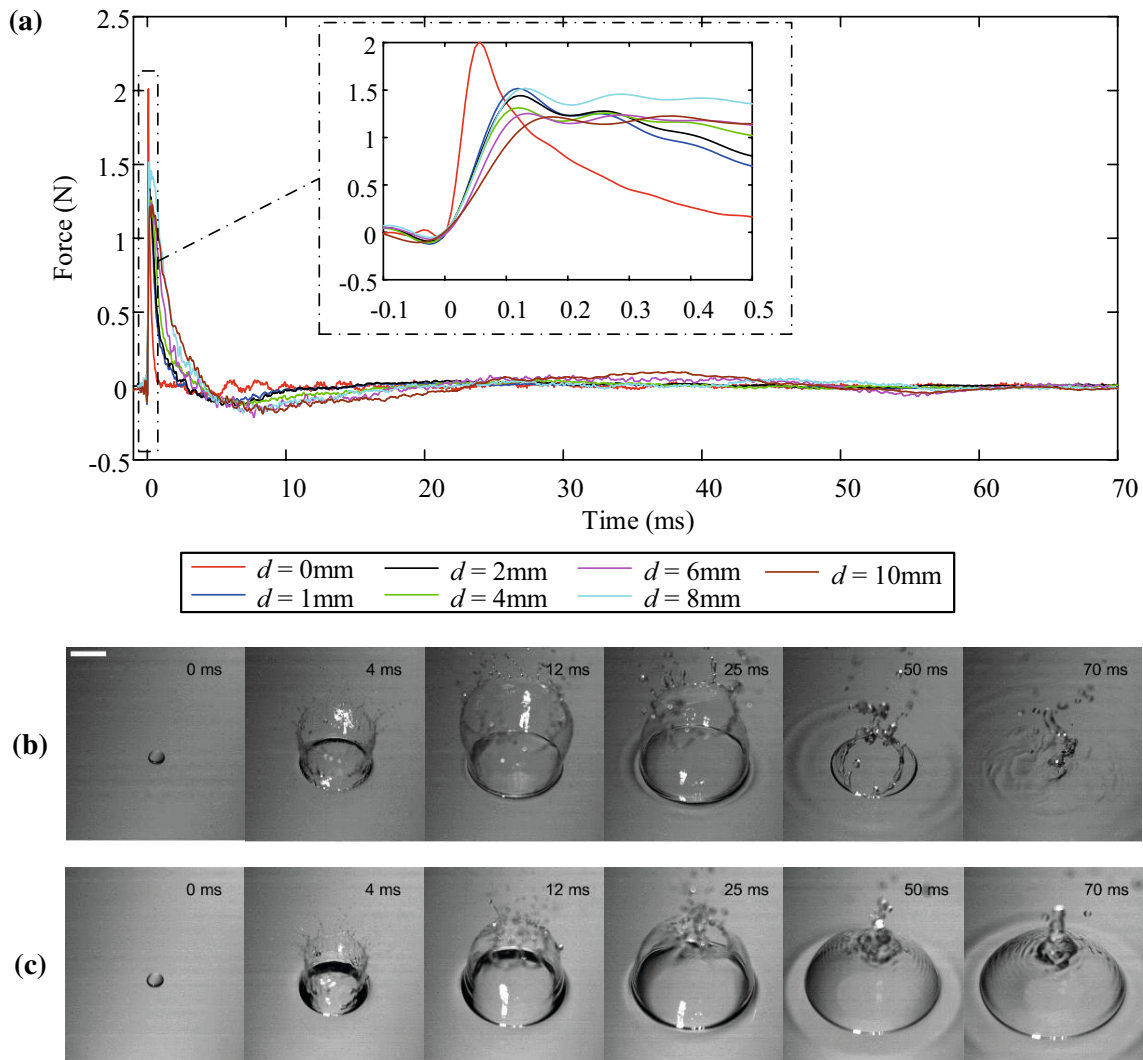 (a)
2.5
2
1.5
1
0.5
0
-0.5
Force (N)
0 10 20 30 40 50 60 70
Time (ms)
2
1.5
1
0.5
0
-0.5
-0.1 0 0.1 0.2 0.3 0.4 0.5
d = 0mm d = 2mm d = 6mm d = 10mm
d = 1mm d = 4mm d = 8mm
(b)
0 ms 4 ms 12 ms 25 ms 50 ms 70 ms
(c)
0 ms 4 ms 12 ms 25 ms 50 ms 70 ms